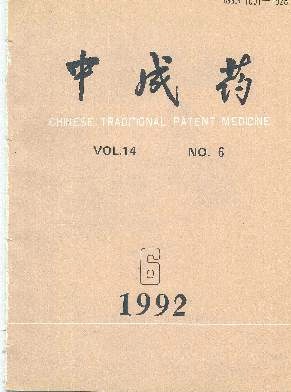 中成药
CHINESE TRADITIONAL PATENT MEDICINE
VOL.14 NO. 6
6
1992